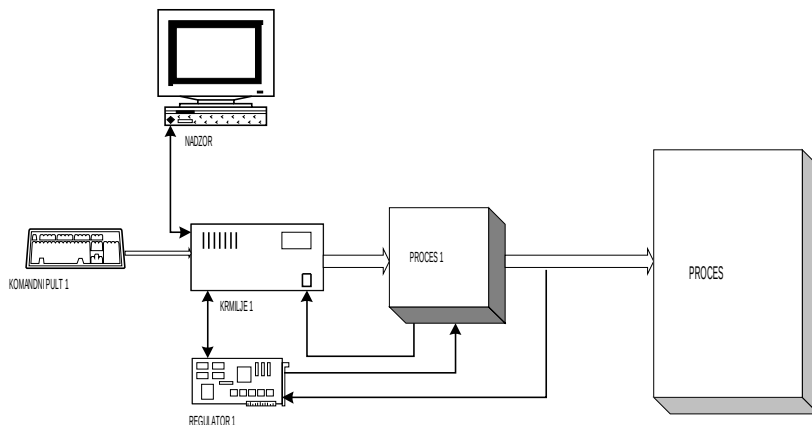 NADZOR
KOMANDNI PULT 1
KRMILJE 1
PROCES 1
PROCES
REGULATOR 1